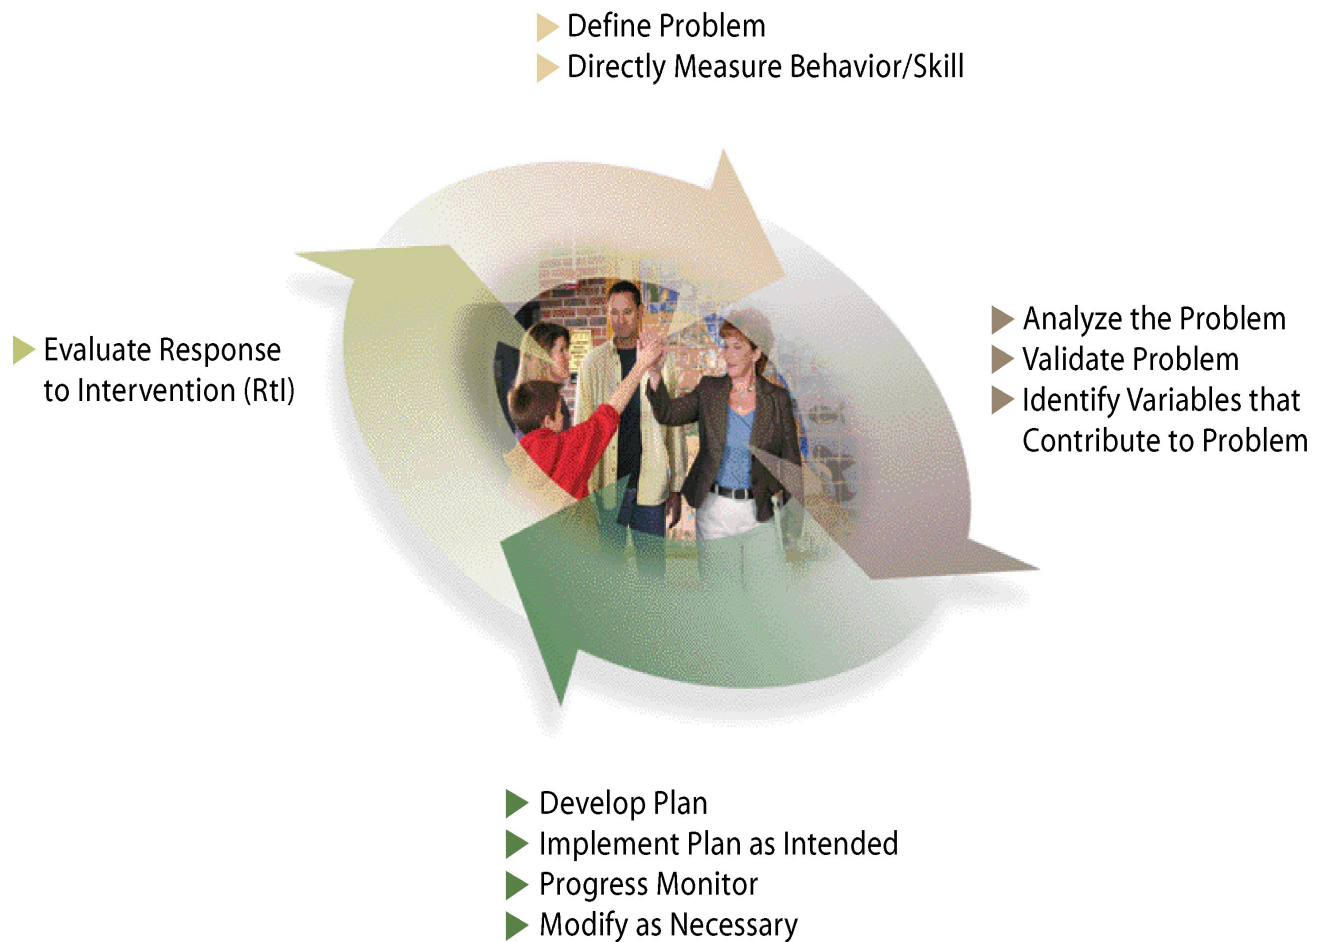 Define Problem
Directly Measure Behavior/Skill
Analyze the Problem
Validate Problem
Identify Variables that
Contribute to Problem
Evaluate Response
to Intervention (RtI)
Develop Plan
Implement Plan as Intended
Progress Monitor
Modify as Necessary